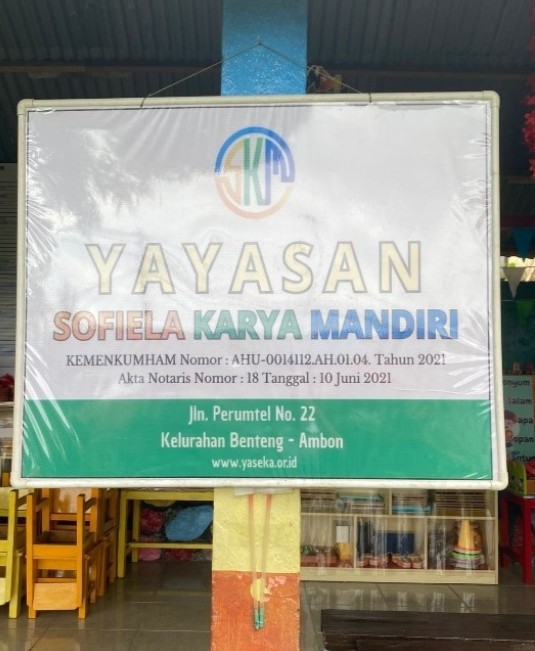 SKM
YAYASAN
SOFIELA KARYA MANDIRI
KEMENKUMHAM Nomor : AHU-0014112.AH.01.04. Tahun 2021
Akta Notaris Nomor : 18 Tanggal : 10 Juni 2021
Jln. Perumtel No. 22
Kelurahan Benteng - Ambon
www.yaseka.or.id